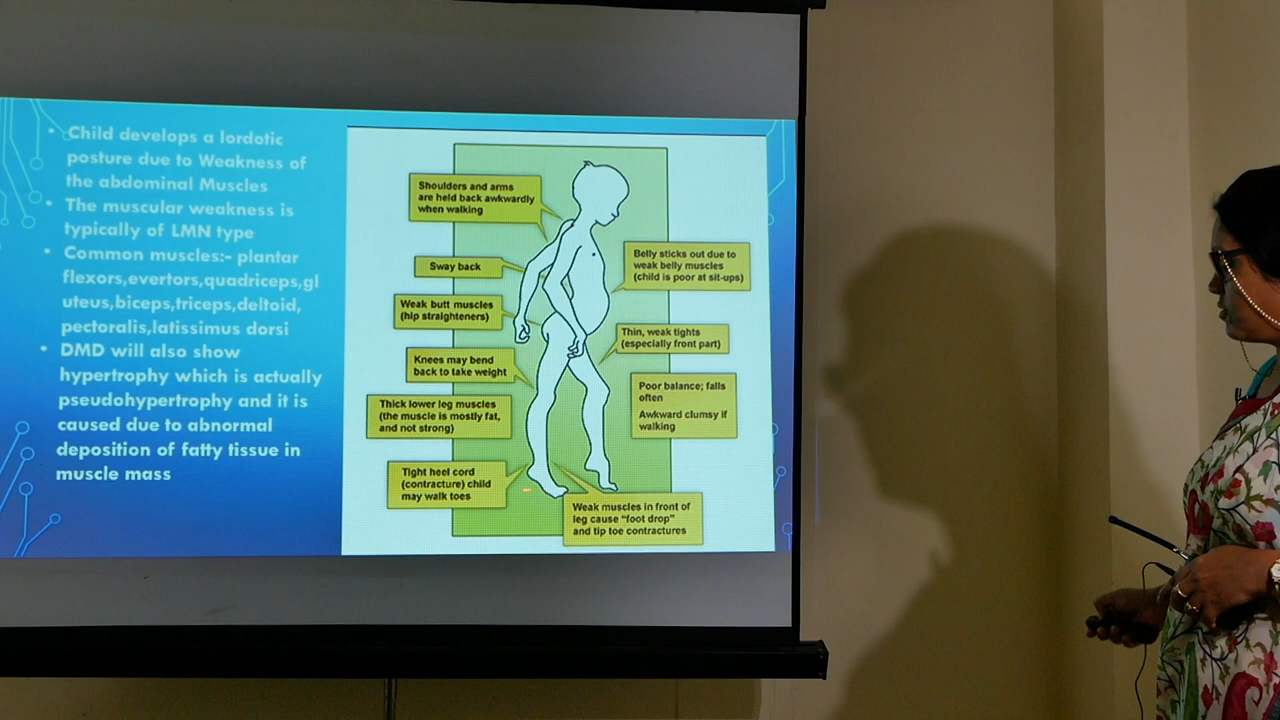 • Child develops a lordotic
posture due to Weakness of
the abdominal Muscles
• The muscular weakness is
typically of LMN type
• Common muscles:- plantar
flexors,evertors,quadriceps,gl
uteus,biceps,triceps,deltoid,
pectoralis,latissimus dorsi
• DMD will also show
hypertrophy which is actually
pseudohypertrophy and it is
caused due to abnormal
deposition of fatty tissue in
muscle mass
Shoulders and arms
are held back awkwardly
when walking
Sway back
Weak butt muscles
(hip straighteners)
Knees may bend
back to take weight
Thick lower leg muscles
(the muscle is mostly fat,
and not strong)
Tight heel cord
(contracture) child
may walk toes
Belly sticks out due to
weak belly muscles
(child is poor at sit-ups)
Thin, weak tights
(especially front part)
Poor balance; falls
often
Awkward clumsy if
walking
Weak muscles in front of
leg cause "foot drop"
and tip toe contractures